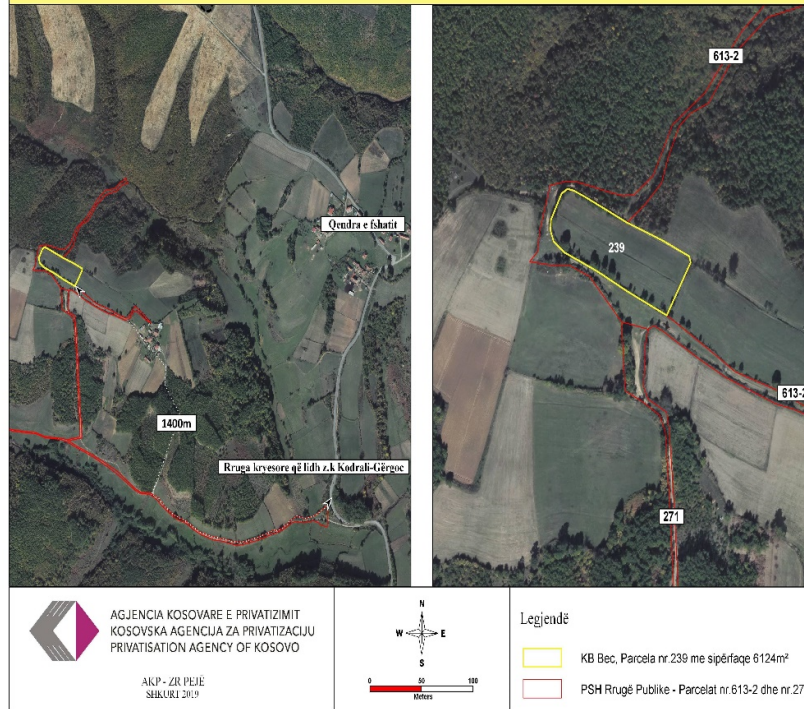 Qendra e fshatit
1400m
Rruga kryesore që lidh z.k Kodrali-Gërgoc
613-2
239
613-2
271
AGJENCIA KOSOVARE E PRIVATIZIMIT
KOSOVSKA AGENCIJA ZA PRIVATIZACIJU
PRIVATISATION AGENCY OF KOSOVO
AKP - ZR PEJË
SHKURT 2019
N
W E
S
0 50 100
Meters
Legjendë
KB Bec, Parcela nr.239 me sipërfaqe 6124m²
PSH Rrugë Publike - Parcelat nr.613-2 dhe nr.27